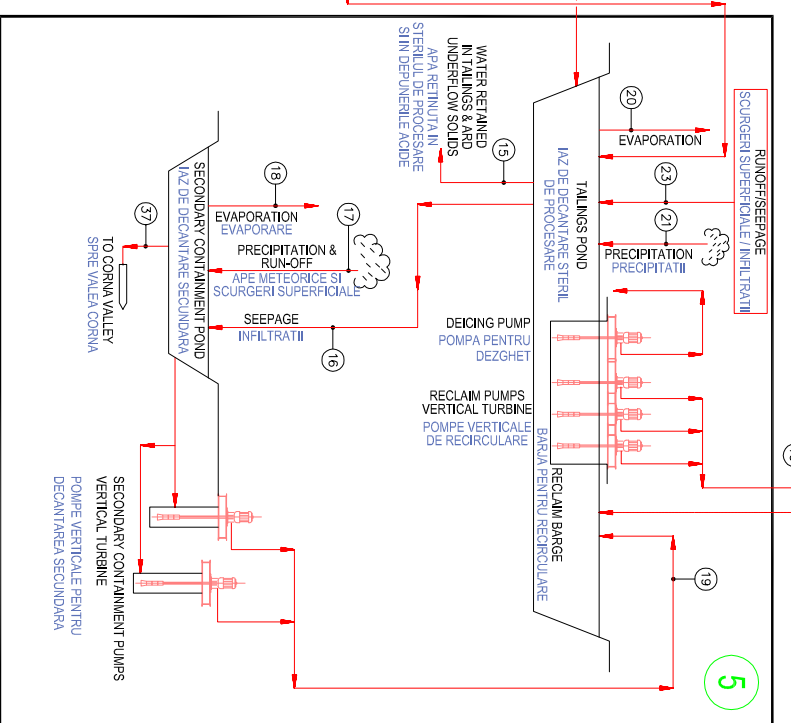 RUNOFF/SEEPAGE
SCURGERI SUPERFICIALE / INFILTRATII
20
EVAPORATION
23
21
PRECIPITATION
PRECIPITATII
WATER RETAINED
IN TAILINGS & ARD
UNDERFLOW SOLIDS
APA RETINUTA IN
STERILUL DE PROCESARE
SI IN DEPUNERILE ACIDE
15
TAILINGS POND
IAZ DE DECANTARE STERIL
DE PROCESARE
18
EVAPORATION
EVAPORARE
17
PRECIPITATION &
RUN-OFF
APE METEORICE SI
SCURGERI SUPERFICIALE
SEEPAGE
INFILTRATII
16
SECONDARY CONTAINMENT POND
IAZ DE DECANTARE SECUNDARA
37
TO CORNA VALLEY
SPRE VALEA CORNA
DEICING PUMP
POMPA PENTRU
DEZGHET
RECLAIM PUMPS
VERTICAL TURBINE
POMPE VERTICALE
DE RECIRCULARE
RECLAIM BARGE
BARJA PENTRU RECIRCULARE
19
SECONDARY CONTAINMENT PUMPS
VERTICAL TURBINE
POMPE VERTICALE PENTRU
DECANTAREA SECUNDARA
5